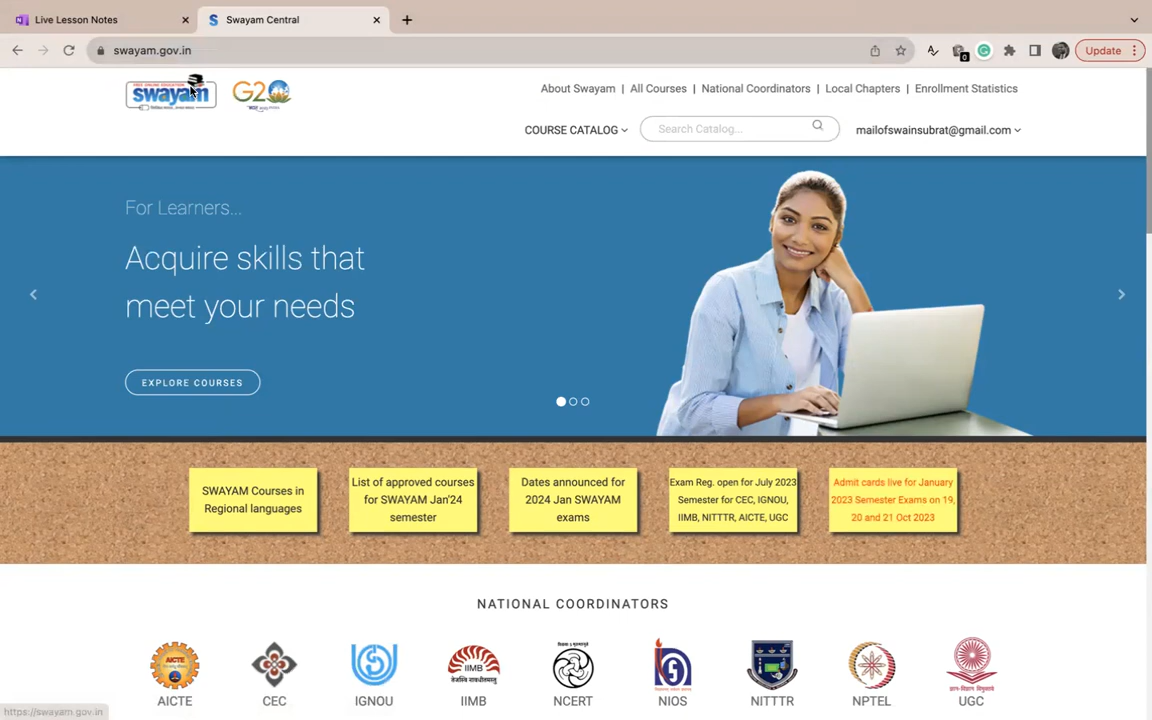 Live Lesson Notes
Swayam Central
swayam.gov.in
0
Update
FREE ONLINE EDUCATION
swayam
G20
About Swayam | All Courses | National Coordinators | Local Chapters | Enrollment Statistics
COURSE CATALOG
Search Catalog...
mailofswainsubrat@gmail.com
For Learners...
Acquire skills that
meet your needs
EXPLORE COURSES
SWAYAM Courses in
Regional languages
List of approved courses
for SWAYAM Jan'24
semester
Dates announced for
2024 Jan SWAYAM
exams
Exam Reg. open for July 2023
Semester for CEC, IGNOU,
IIMB, NITTTR, AICTE, UGC
Admit cards live for January
2023 Semester Exams on 19,
20 and 21 Oct 2023
NATIONAL COORDINATORS
IIMB
AICTE
CEC
IGNOU
IIMB
NCERT
NIOS
NITTTR
NPTEL
UGC
https://swayam.gov.in